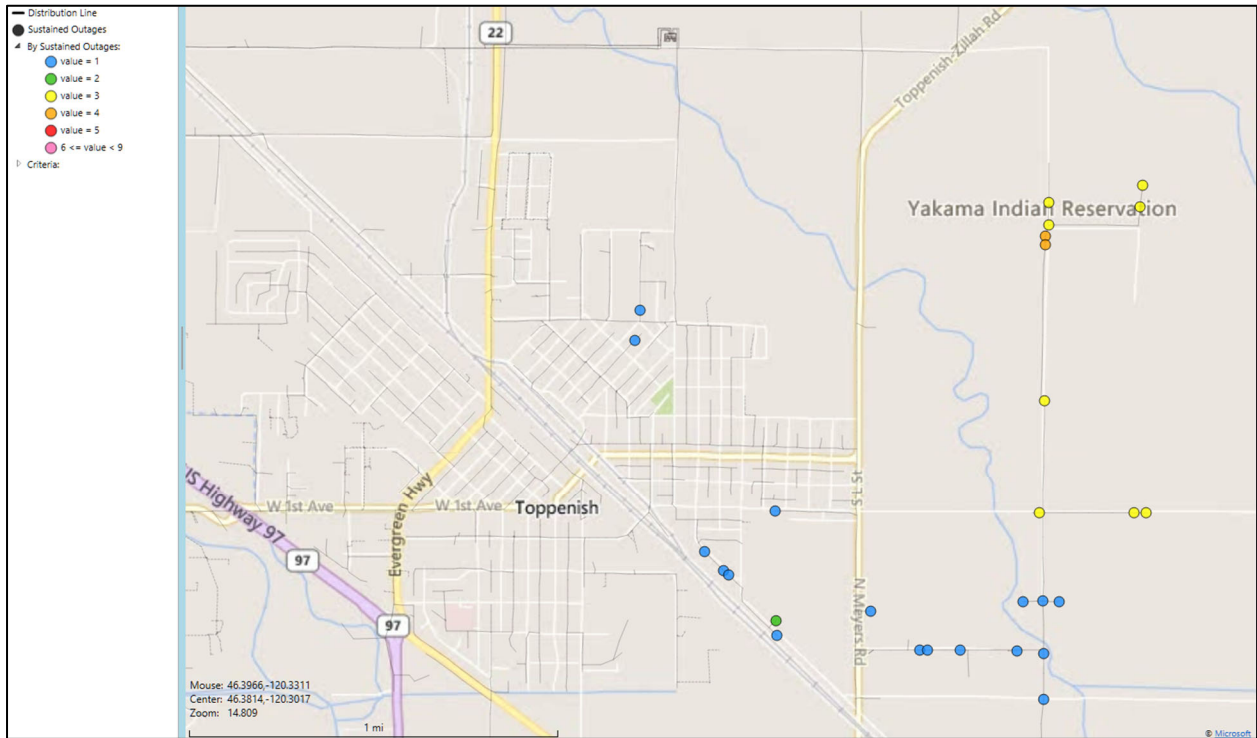 Distribution Line
Sustained Outages
By Sustained Outages:
value = 1
value = 2
value = 3
value = 4
value = 5
6 <= value < 9
Criteria:
22
Toppenish-Zillah Rd
Yakama Indian Reservation
US Highway 97
W 1st Ave
Evergreen Hwy
W 1st Ave
Toppenish
S L St
97
97
N Meyers Rd
Mouse: 46.3966,-120.3311
Center: 46.3814,-120.3017
Zoom: 14.809
1 mi
© Microsoft